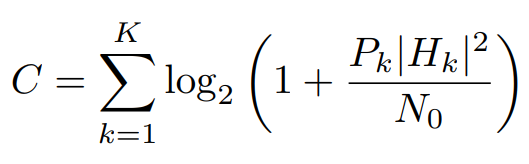 C = \sum_{k=1}^{K} \log_2 \left( 1 + \frac{P_k |H_k|^2}{N_0} \right)